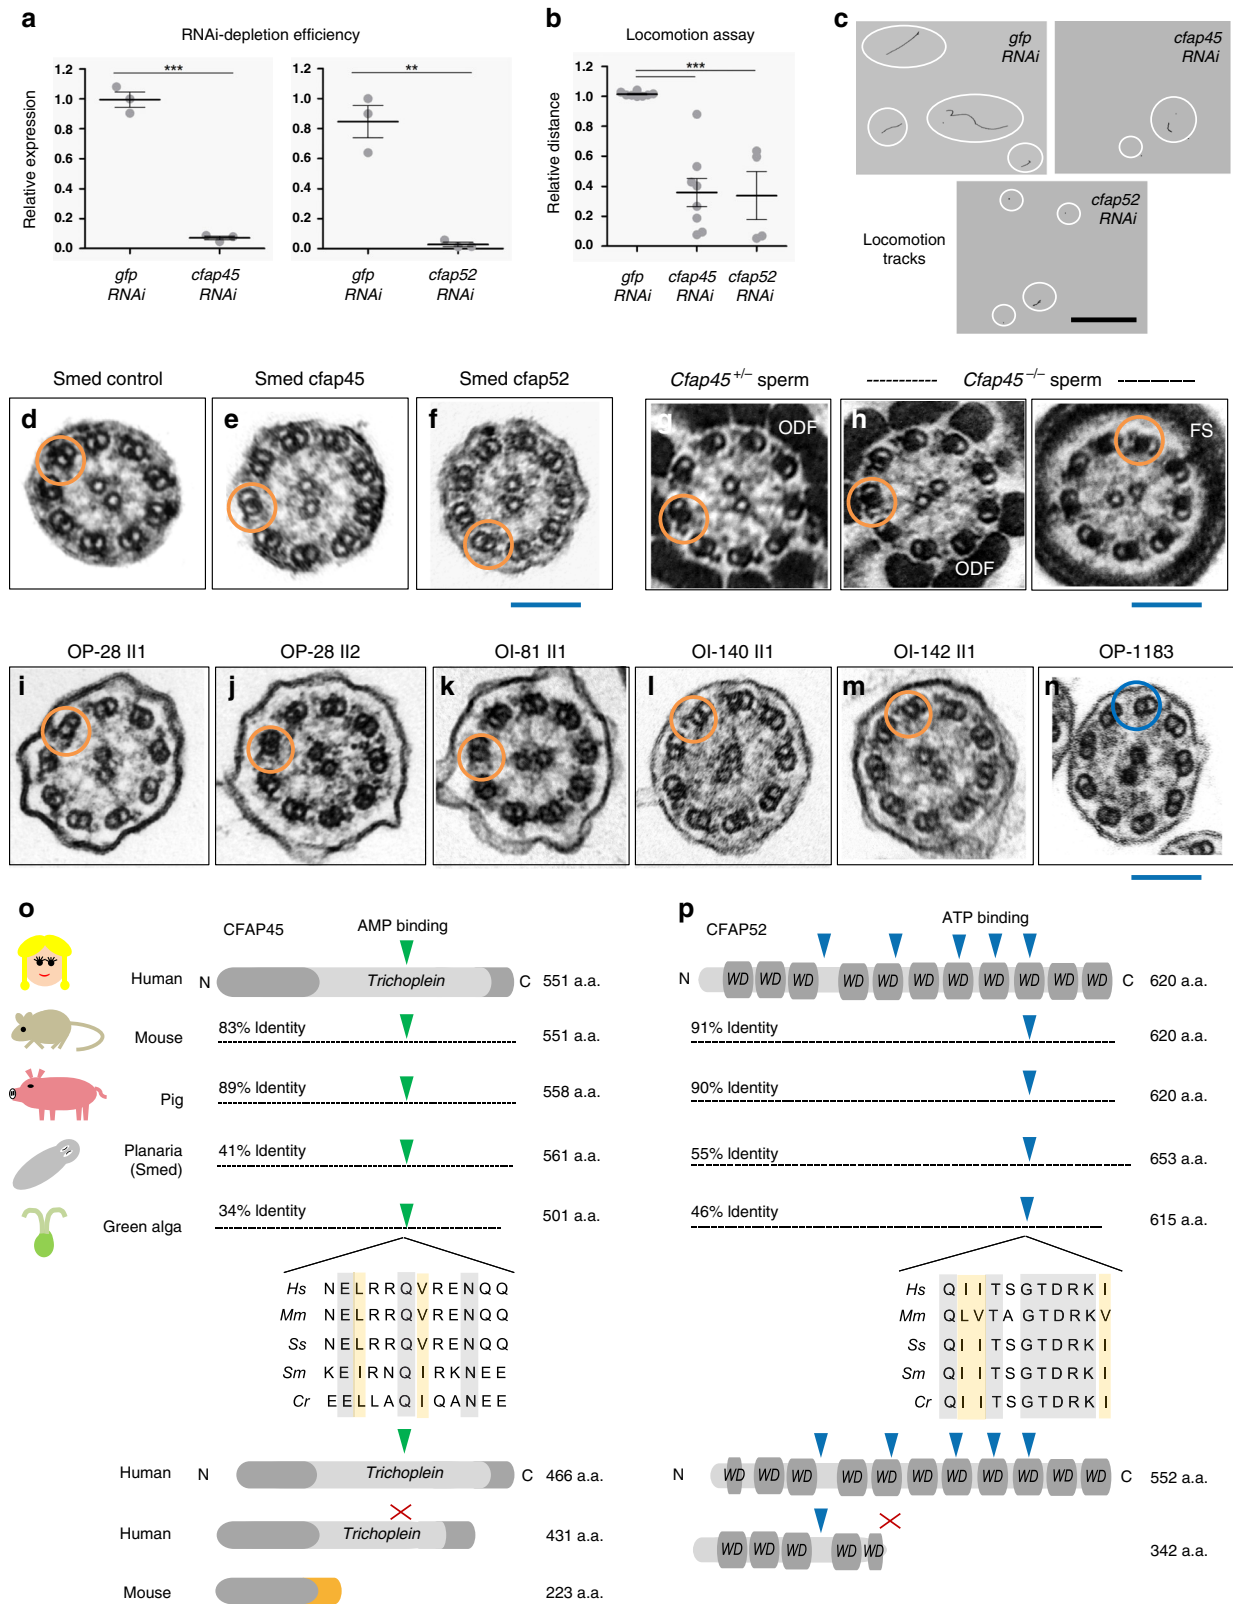 a
RNAi-depletion efficiency
Relative expression
1.2
1.0
0.8
0.6
0.4
0.2
0.0
***
gfp RNAi
cfap45 RNAi
1.2
1.0
0.8
0.6
0.4
0.2
0.0
**
gfp RNAi
cfap52 RNAi
b
Locomotion assay
Relative distance
1.2
1.0
0.8
0.6
0.4
0.2
0.0
***
gfp RNAi
cfap45 RNAi
cfap52 RNAi
c
gfp RNAi
cfap45 RNAi
cfap52 RNAi
Locomotion tracks
Smed control
Smed cfap45
Smed cfap52
Cfap45+/– sperm
Cfap45–/– sperm
d
e
f
g
ODF
h
ODF
FS
OP-28 II1
OP-28 II2
OI-81 II1
OI-140 II1
OI-142 II1
OP-1183
i
j
k
l
m
n
o
CFAP45
AMP binding
Human
N
Trichoplein
C
551 a.a.
Mouse
83% Identity
551 a.a.
Pig
89% Identity
558 a.a.
Planaria (Smed)
41% Identity
561 a.a.
Green alga
34% Identity
501 a.a.
Hs N E L R R Q V R E N Q Q
Mm N E L R R Q V R E N Q Q
Ss N E L R R Q V R E N Q Q
Sm K E I R N Q I R K N E E
Cr E E L L A Q I Q A N E E
Human
N
Trichoplein
C
466 a.a.
Human
Trichoplein
431 a.a.
Mouse
223 a.a.
p
CFAP52
ATP binding
N
WD WD WD WD WD WD WD WD WD WD WD
C
620 a.a.
91% Identity
620 a.a.
90% Identity
620 a.a.
55% Identity
653 a.a.
46% Identity
615 a.a.
Hs Q I I T S G T D R K I
Mm Q L V T A G T D R K V
Ss Q I I T S G T D R K I
Sm Q I I T S G T D R K I
Cr Q I I T S G T D R K I
N
WD WD WD WD WD WD WD WD WD WD WD
C
552 a.a.
WD WD WD WD WD
342 a.a.